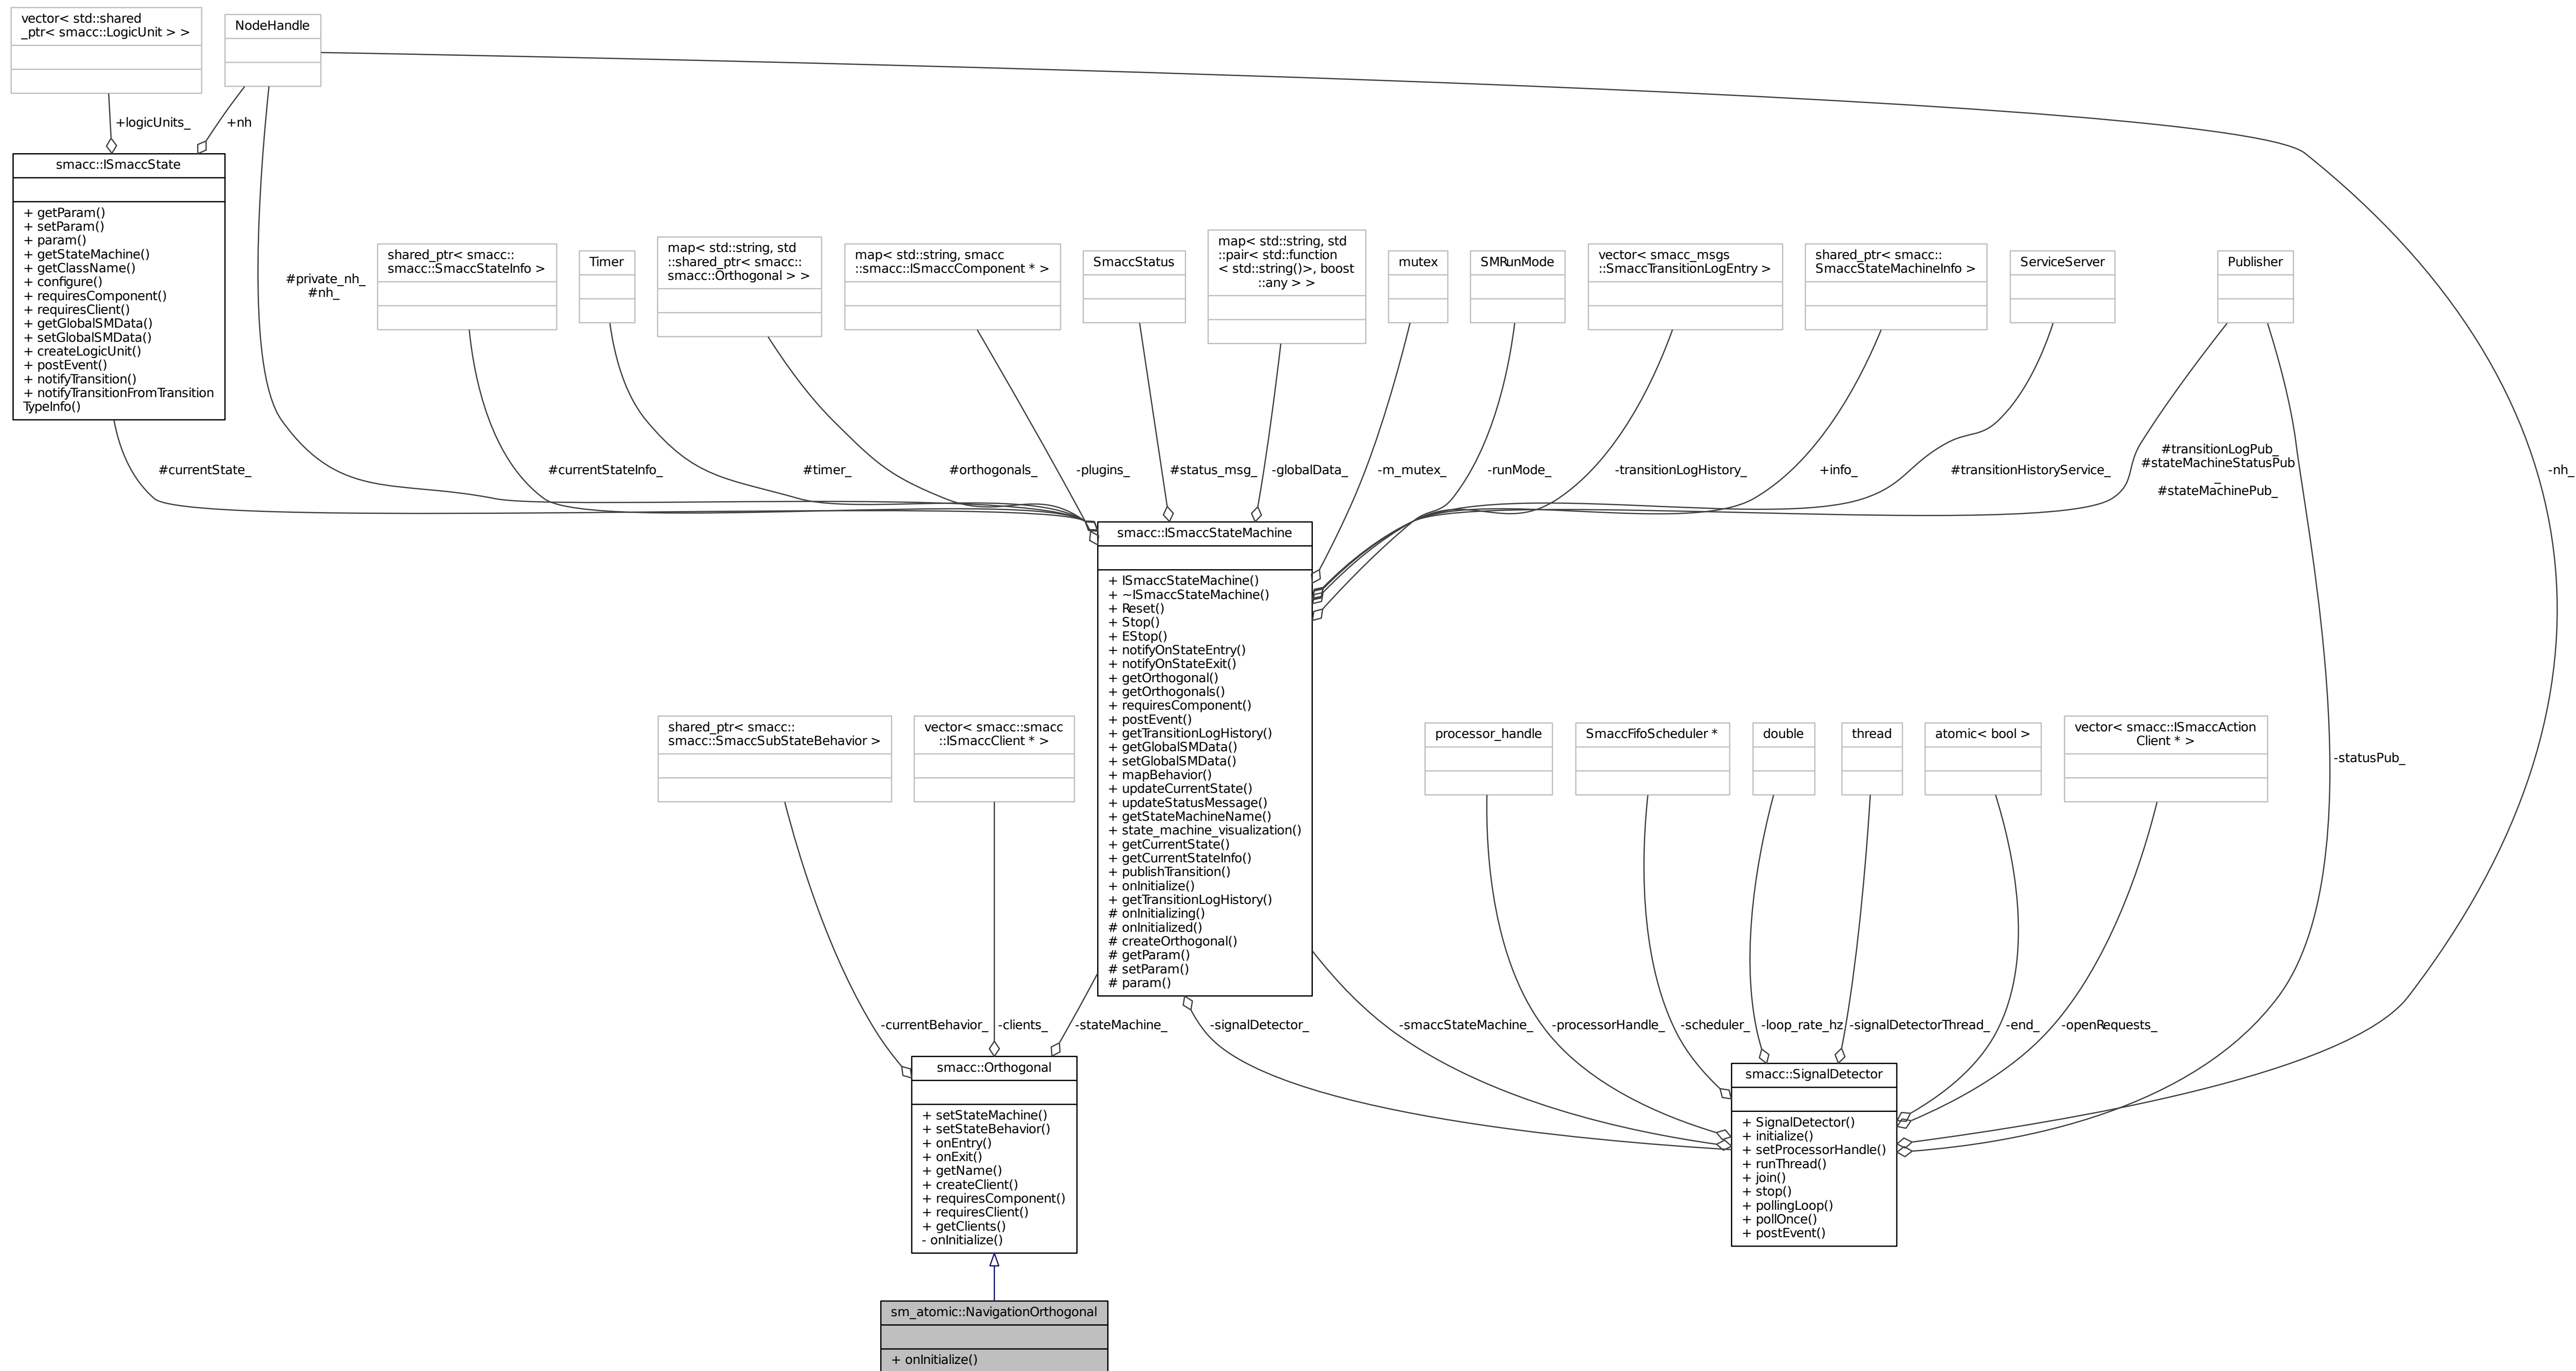 vector< std::shared
_ptr< smacc::LogicUnit > >
NodeHandle
+logicUnits_
+nh
smacc::ISmaccState
+ getParam()
+ setParam()
+ param()
+ getStateMachine()
+ getClassName()
+ configure()
+ requiresComponent()
+ requiresClient()
+ getGlobalSMData()
+ setGlobalSMData()
+ createLogicUnit()
+ postEvent()
+ notifyTransition()
+ notifyTransitionFromTransition
TypeInfo()
#private_nh_
#nh_
shared_ptr< smacc::
smacc::SmaccStateInfo >
Timer
map< std::string, std
::shared_ptr< smacc::
smacc::Orthogonal > >
map< std::string, smacc
::smacc::ISmaccComponent * >
SmaccStatus
map< std::string, std
::pair< std::function
< std::string()>, boost
::any > >
mutex
SMRunMode
vector< smacc_msgs
::SmaccTransitionLogEntry >
shared_ptr< smacc::
SmaccStateMachineInfo >
ServiceServer
Publisher
#currentState_
#currentStateInfo_
#timer_
#orthogonals_
-plugins_
#status_msg_
-globalData_
-m_mutex_
-runMode_
-transitionLogHistory_
+info_
#transitionHistoryService_
#transitionLogPub_
#stateMachineStatusPub
_
#stateMachinePub_
-nh_
smacc::ISmaccStateMachine
+ ISmaccStateMachine()
+ ~ISmaccStateMachine()
+ Reset()
+ Stop()
+ EStop()
+ notifyOnStateEntry()
+ notifyOnStateExit()
+ getOrthogonal()
+ getOrthogonals()
+ requiresComponent()
+ postEvent()
+ getTransitionLogHistory()
+ getGlobalSMData()
+ setGlobalSMData()
+ mapBehavior()
+ updateCurrentState()
+ updateStatusMessage()
+ getStateMachineName()
+ state_machine_visualization()
+ getCurrentState()
+ getCurrentStateInfo()
+ publishTransition()
+ onInitialize()
+ getTransitionLogHistory()
# onInitializing()
# onInitialized()
# createOrthogonal()
# getParam()
# setParam()
# param()
shared_ptr< smacc::
smacc::SmaccSubStateBehavior >
vector< smacc::smacc
::ISmaccClient * >
processor_handle
SmaccFifoScheduler *
double
thread
atomic< bool >
vector< smacc::ISmaccAction
Client * >
-statusPub_
-currentBehavior_
-clients_
-stateMachine_
-signalDetector_
-smaccStateMachine_
-processorHandle_
-scheduler_
-loop_rate_hz
-signalDetectorThread_
-end_
-openRequests_
smacc::Orthogonal
+ setStateMachine()
+ setStateBehavior()
+ onEntry()
+ onExit()
+ getName()
+ createClient()
+ requiresComponent()
+ requiresClient()
+ getClients()
- onInitialize()
smacc::SignalDetector
+ SignalDetector()
+ initialize()
+ setProcessorHandle()
+ runThread()
+ join()
+ stop()
+ pollingLoop()
+ pollOnce()
+ postEvent()
sm_atomic::NavigationOrthogonal
+ onInitialize()